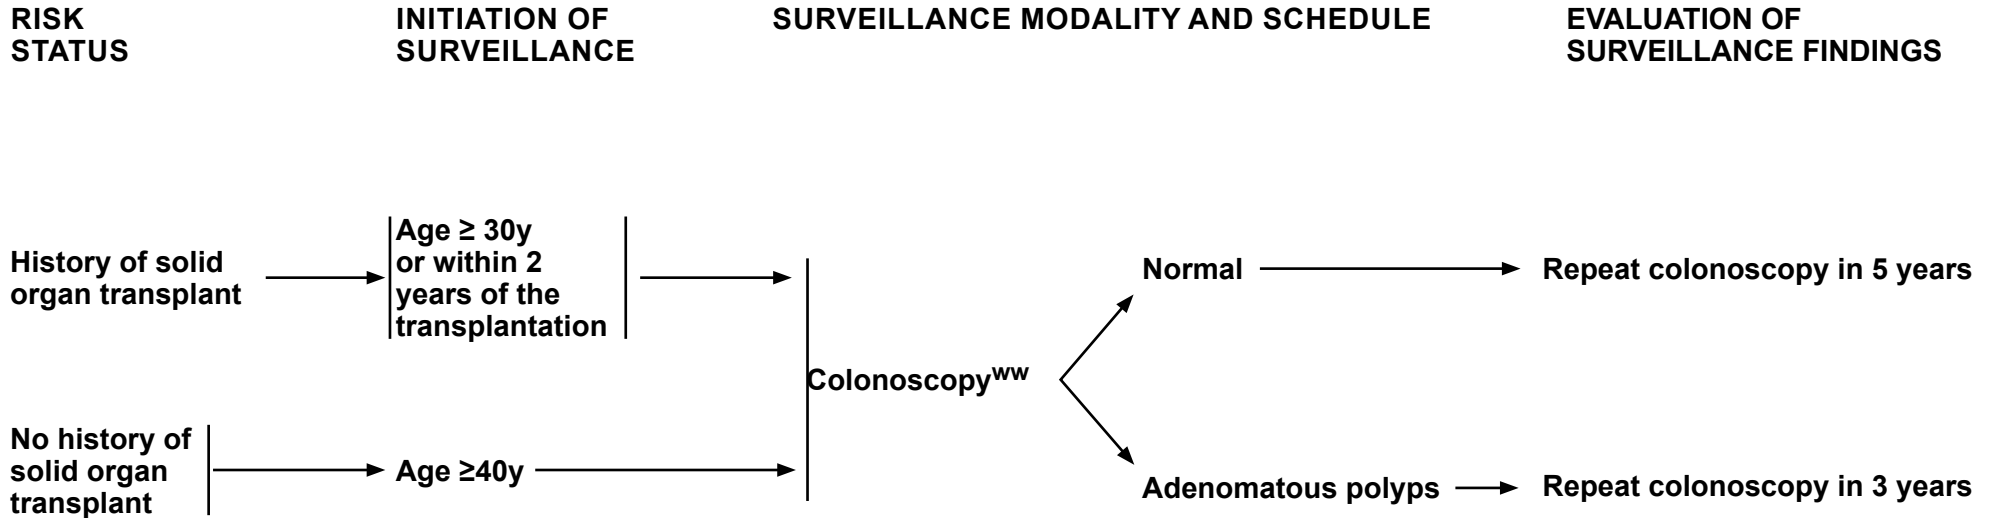 RISK
STATUS
INITIATION OF
SURVEILLANCE
SURVEILLANCE MODALITY AND SCHEDULE
EVALUATION OF
SURVEILLANCE FINDINGS
History of solid
organ transplant
Age ≥ 30y
or within 2
years of the
transplantation
No history of
solid organ
transplant
Age ≥40y
Colonoscopyww
Normal
Repeat colonoscopy in 5 years
Adenomatous polyps
Repeat colonoscopy in 3 years